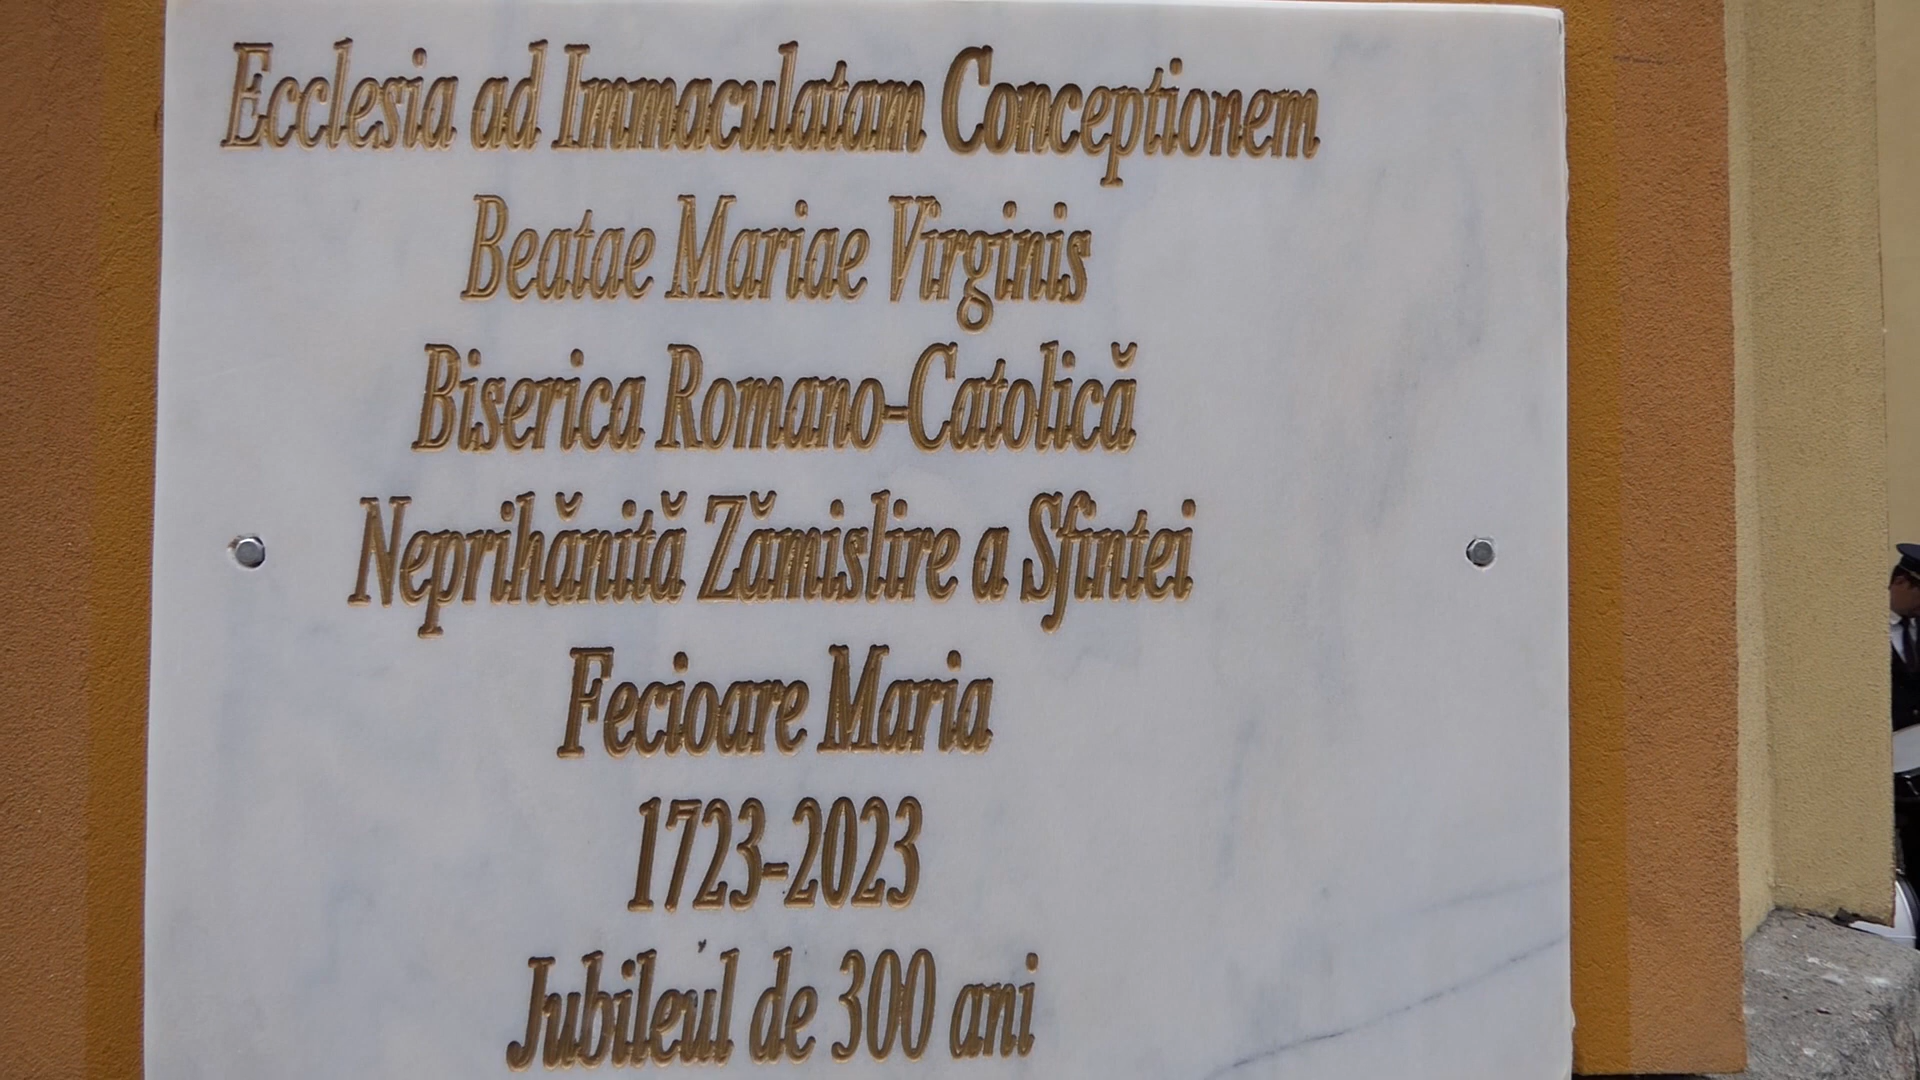 Ecclesia ad Immaculatam Conceptionem
Beatae Mariae Virginis
Biserica Romano-Catolică
Neprihănită Zămislire a Sfintei
Fecioare Maria
1723-2023
Jubileul de 300 ani